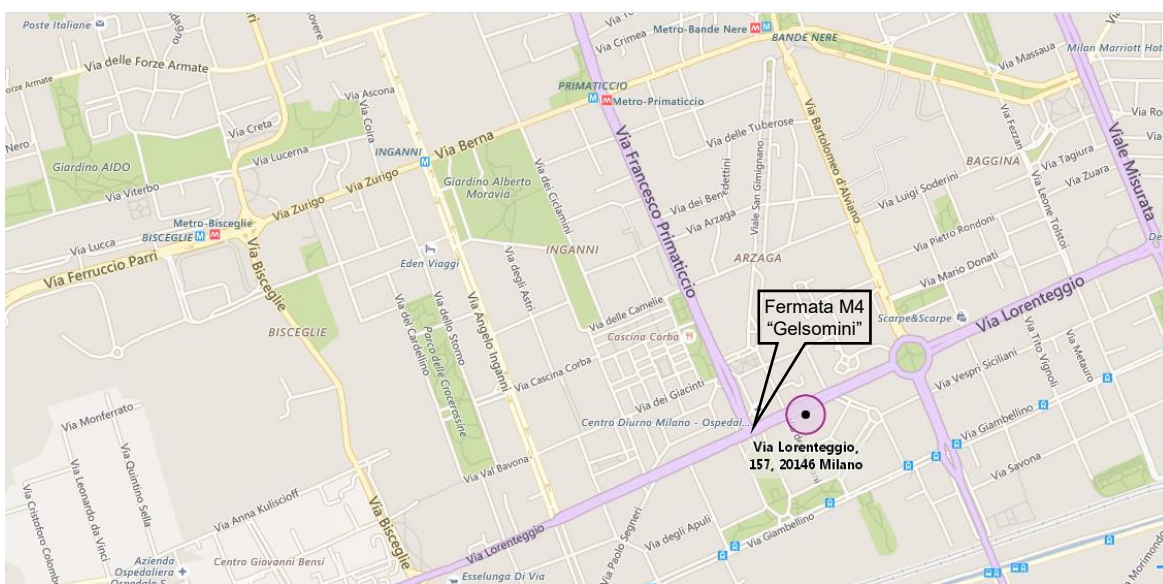 Poste Italiane
Via delle Forze Armate
Via Creta
Via Ascona
Via Coira
Via Lucerna
Giardino AIDO
Via Viterbo
Via Zurigo
Via Zurigo
INGANNI
Via Berna
Metro-Bisceglie
BISCEGLIE
Via Lucca
Via Ferruccio Parri
Via Bisceglie
BISCEGLIE
Via Crimea
Metro-Bande Nere
BANDE NERE
PRIMATICCIO
Metro-Primaticcio
Via Massaua
Milan Marriott Hot
Via Fezzan
BAGGINA
Via Tagiura
Via Zuara
Viale Misurata
Via delle Tuberose
Via Bartolomeo d'Alviano
Via Francesco Primaticcio
Giardino Alberto
Moravia
Via dei Ciclamini
INGANNI
Via degli Astri
Eden Viaggi
Via dei Benedettini
Viale San Gimignano
Via Arzaga
ARZAGA
Via Luigi Soderini
Via Leone Tolstoi
Via Pietro Rondoni
Via Mario Donati
Via Lorenteggio
Scarpe&Scarpe
Fermata M4
“Gelsomini”
Via dei Cardellino
Via dello Storno
Parco delle Crocerossine
Via Angelo Inganni
Via delle Camelie
Cascina Corba
Via Cascina Corba
Via dei Giacinti
Centro Diurno Milano - Ospedal...
Via Lorenteggio,
157, 20146 Milano
Via Vespri Siciliani
Via Tito Vignoli
Via Metauro
Via Giambellino
Via Savona
Via Monferrato
Via Quintino Sella
Via Leonardo da Vinci
Via Cristoforo Colombo
Via Anna Kuliscioff
Via Val Bavona
Via Bisceglie
Via Lorenteggio
Via Paolo Segneri
Via degli Apuli
Via Giambellino
Azienda
Ospedaliera
Ospedale S
Centro Giovanni Bensi
Esselunga Di Via
Via Morimondo